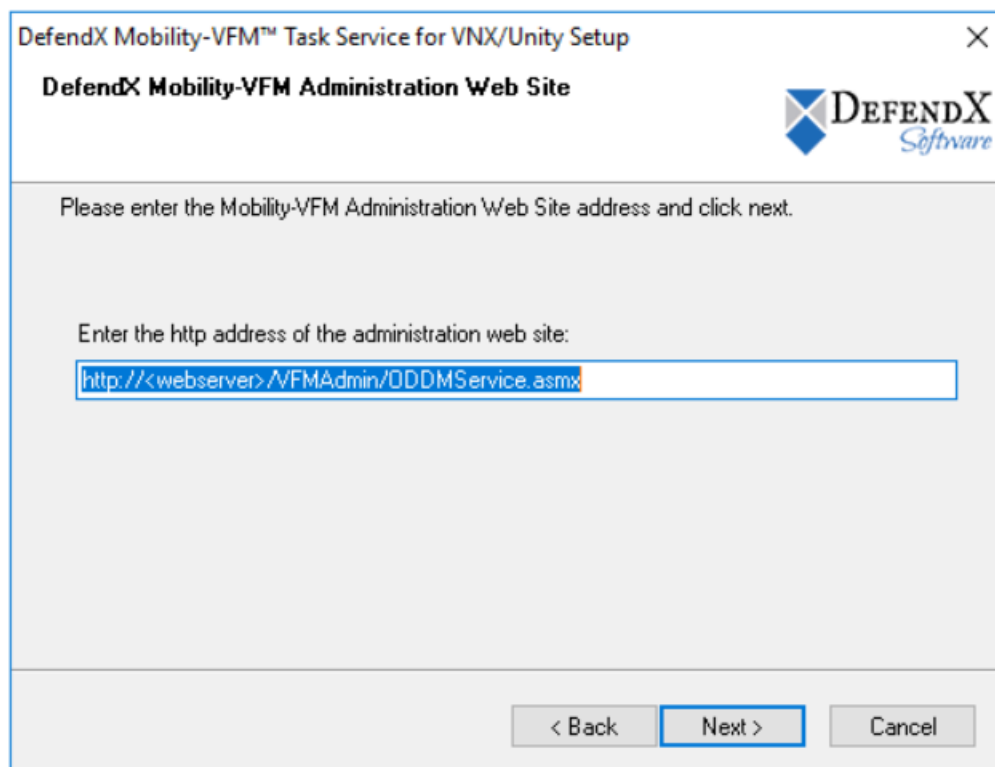 DefendX Mobility-VFM™ Task Service for VNX/Unity Setup
DefendX Mobility-VFM Administration Web Site
DEFENDX
Software
Please enter the Mobility-VFM Administration Web Site address and click next.
Enter the http address of the administration web site:
http://<webserver>/VFMAdmin/ODDMService.asmx
< Back
Next >
Cancel